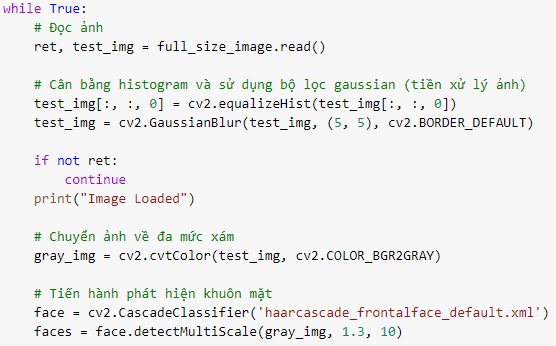 while True:
    # Đọc ảnh
    ret, test_img = full_size_image.read()

    # Cân bằng histogram và sử dụng bộ lọc gaussian (tiền xử lý ảnh)
    test_img[:, :, 0] = cv2.equalizeHist(test_img[:, :, 0])
    test_img = cv2.GaussianBlur(test_img, (5, 5), cv2.BORDER_DEFAULT)

    if not ret:
        continue
    print("Image Loaded")

    # Chuyển ảnh về đa mức xám
    gray_img = cv2.cvtColor(test_img, cv2.COLOR_BGR2GRAY)

    # Tiến hành phát hiện khuôn mặt
    face = cv2.CascadeClassifier('haarcascade_frontalface_default.xml')
    faces = face.detectMultiScale(gray_img, 1.3, 10)